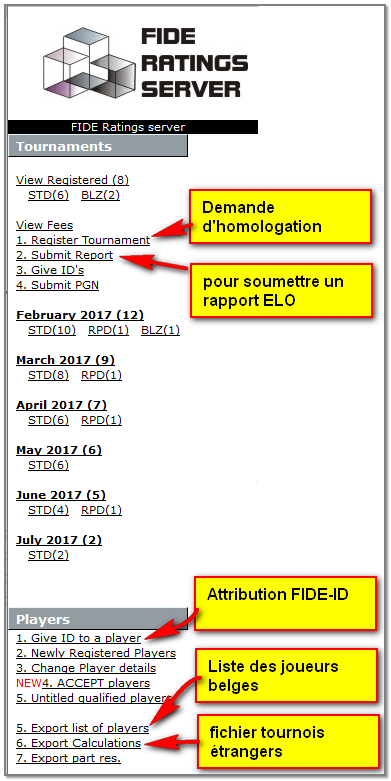 FIDE
RATINGS
SERVER
FIDE Ratings server
Tournaments
View Registered (8)
STD(6) BLZ(2)
View Fees
1. Register Tournament
2. Submit Report
3. Give ID's
4. Submit PGN
Demande
d'homologation
pour soumettre un
rapport ELO
February 2017 (12)
STD(10) RPD(1) BLZ(1)
March 2017 (9)
STD(8) RPD(1)
April 2017 (7)
STD(6) RPD(1)
May 2017 (6)
STD(6)
June 2017 (5)
STD(4) RPD(1)
July 2017 (2)
STD(2)
Players
1. Give ID to a player
2. Newly Registered Players
3. Change Player details
NEW4. ACCEPT players
5. Untitled qualified players
5. Export list of players
6. Export Calculations
7. Export part res.
Attribution FIDE-ID
Liste des joueurs
belges
fichier tournois
étrangers